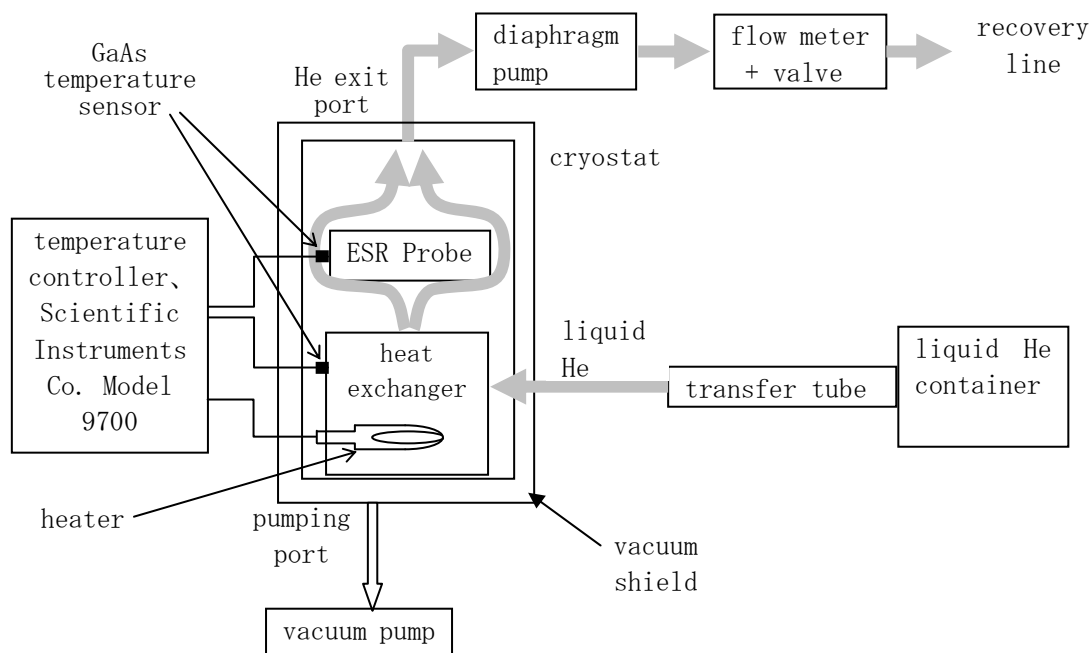 GaAs
temperature
sensor
He exit
port
diaphragm
pump
flow meter
+ valve
recovery
line
cryostat
temperature
controller、
Scientific
Instruments
Co. Model
9700
ESR Probe
heat
exchanger
liquid
He
transfer tube
liquid He
container
heater
pumping
port
vacuum
shield
vacuum pump